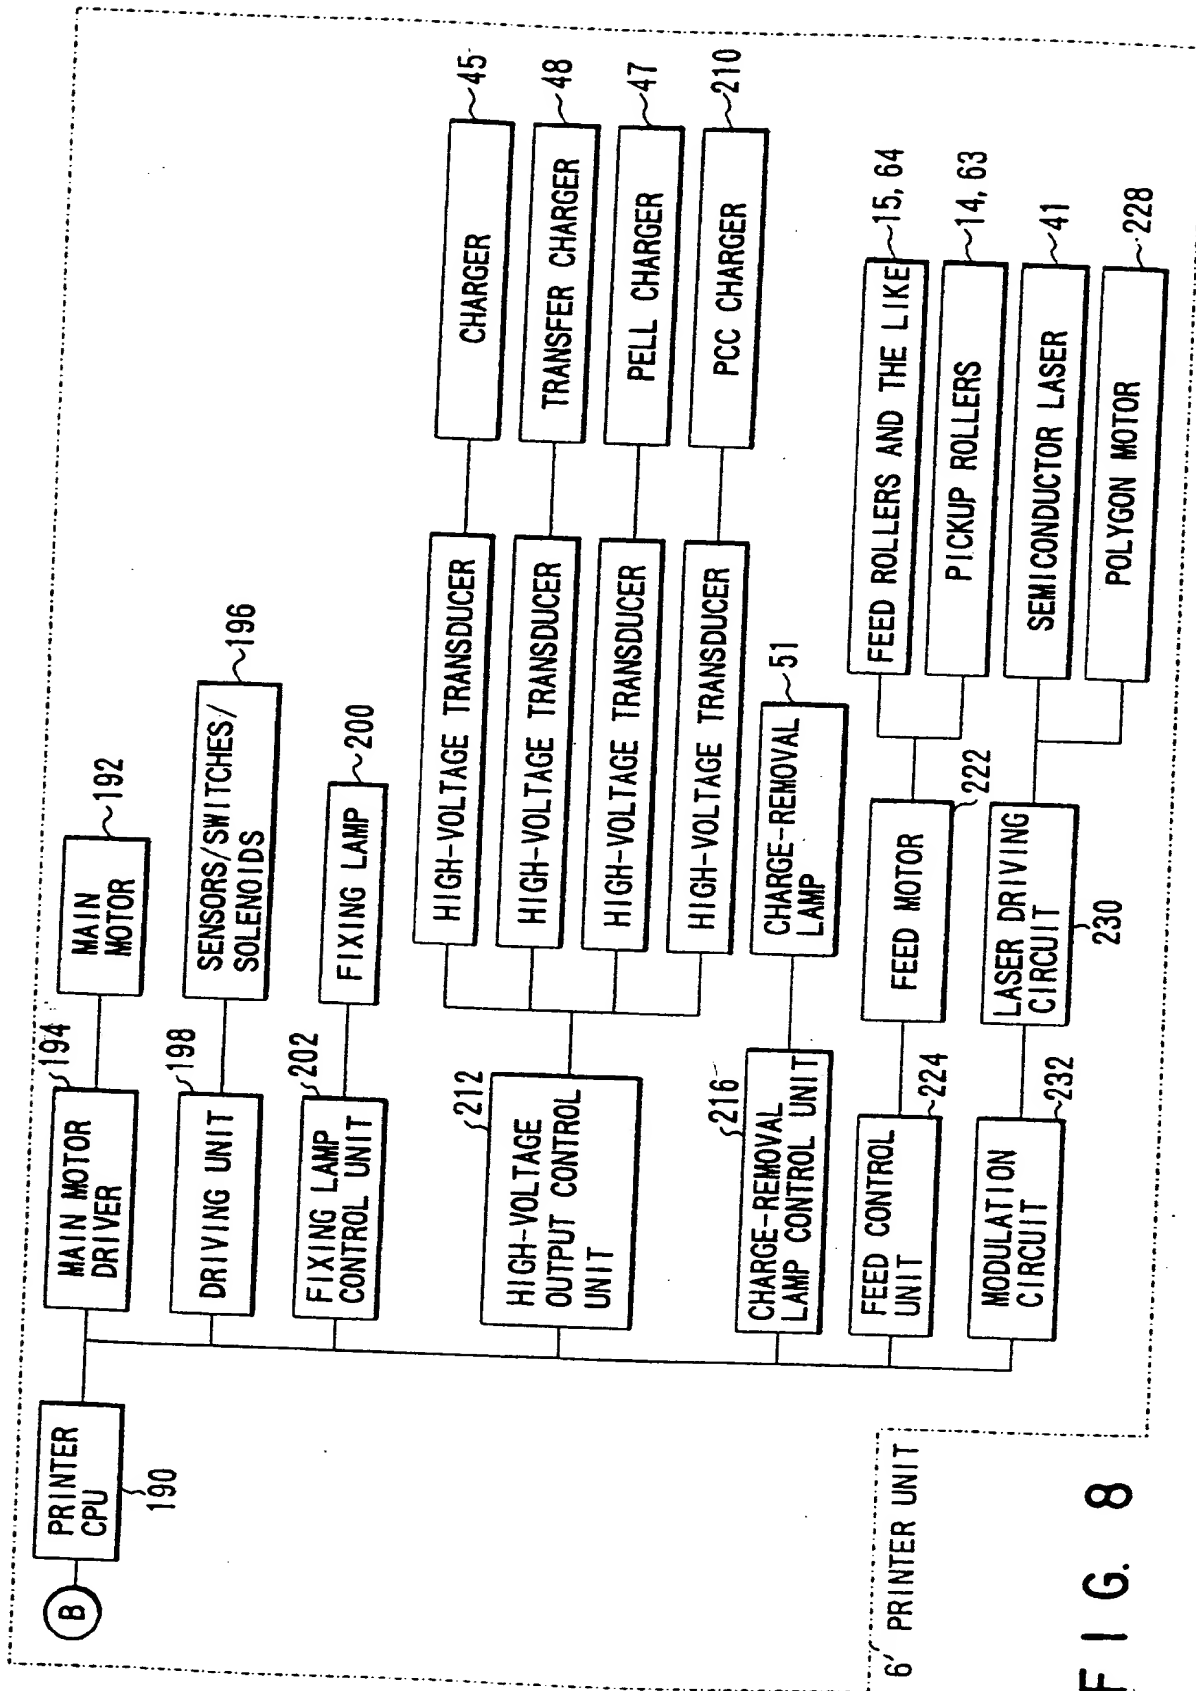 B
PRINTER
CPU
190
MAIN MOTOR
DRIVER
194
MAIN
MOTOR
192
DRIVING UNIT
198
SENSORS/SWITCHES/
SOLENOIDS
196
FIXING LAMP
CONTROL UNIT
202
FIXING LAMP
200
HIGH-VOLTAGE
OUTPUT CONTROL
UNIT
212
HIGH-VOLTAGE TRANSDUCER
CHARGER
45
HIGH-VOLTAGE TRANSDUCER
TRANSFER CHARGER
48
HIGH-VOLTAGE TRANSDUCER
PELL CHARGER
47
HIGH-VOLTAGE TRANSDUCER
PCC CHARGER
210
CHARGE-REMOVAL
LAMP CONTROL UNIT
216
CHARGE-REMOVAL
LAMP
51
FEED CONTROL
UNIT
224
FEED MOTOR
222
FEED ROLLERS AND THE LIKE
15, 64
PICKUP ROLLERS
14, 63
MODULATION
CIRCUIT
232
LASER DRIVING
CIRCUIT
230
SEMICONDUCTOR LASER
41
POLYGON MOTOR
228
6' PRINTER UNIT
FIG. 8